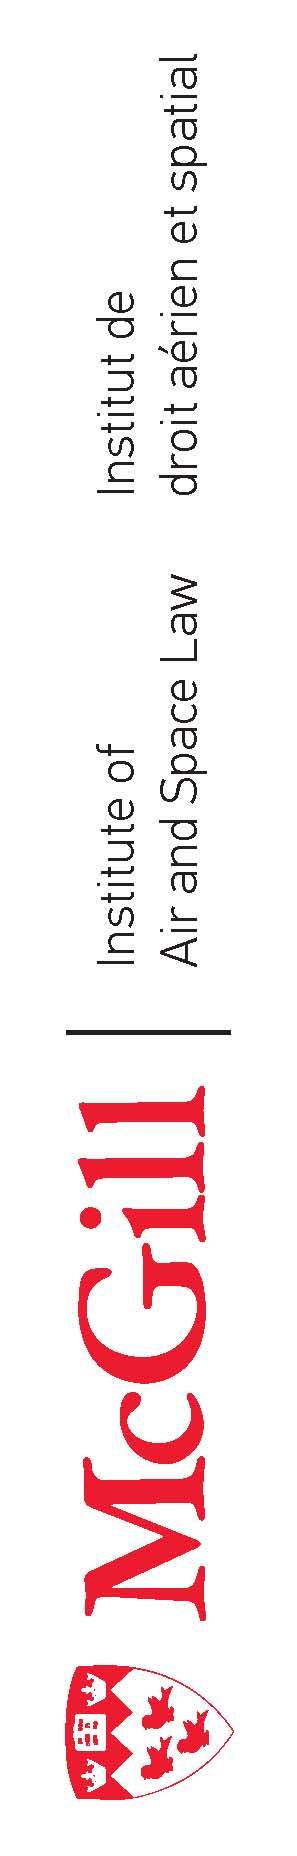 McGill
Institute of
Air and Space Law
Institut de
droit aérien et spatial